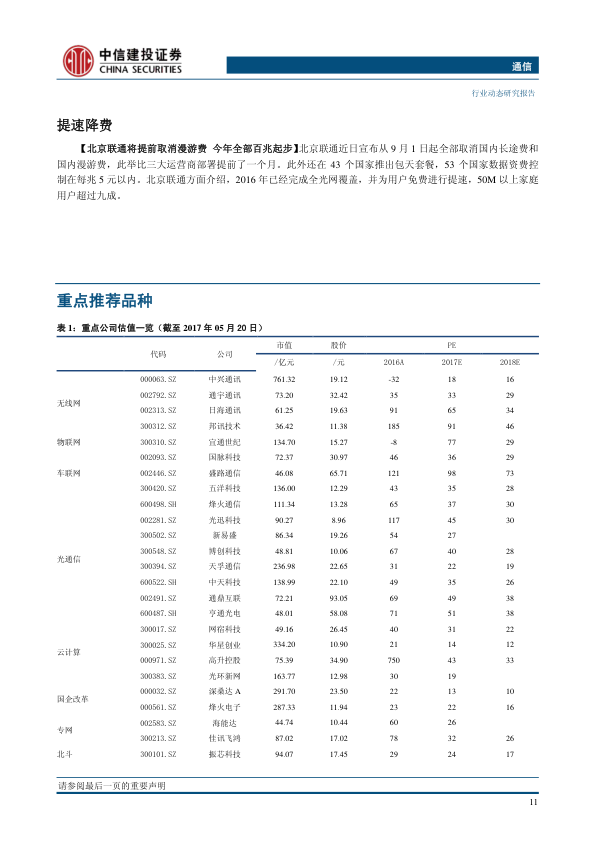 中信建投证券
CHINA SECURITIES
通信
行业动态研究报告
提速降费
【北京联通将提前取消漫游费 今年全部百兆起步】北京联通近日宣布从 9 月 1 日起全部取消国内长途费和
国内漫游费，此举比三大运营商部署提前了一个月。此外还在 43 个国家推出包天套餐，53 个国家数据资费控
制在每兆 5 元以内。北京联通方面介绍，2016 年已经完成全光网覆盖，并为用户免费进行提速，50M 以上家庭
用户超过九成。
重点推荐品种
表 1：重点公司估值一览（截至 2017 年 05 月 20 日）
代码 公司 市值 股价 PE
/亿元 /元 2016A 2017E 2018E
000063.SZ 中兴通讯 761.32 19.12 -32 18 16
无线网 002792.SZ 通宇通讯 73.20 32.42 35 33 29
002313.SZ 日海通讯 61.25 19.63 91 65 34
300312.SZ 邦讯技术 36.42 11.38 185 91 46
物联网 300310.SZ 宜通世纪 134.70 15.27 -8 77 29
002093.SZ 国脉科技 72.37 30.97 46 36 29
车联网 002446.SZ 盛路通信 46.08 65.71 121 98 73
300420.SZ 五洋科技 136.00 12.29 43 35 28
600498.SH 烽火通信 111.34 13.28 65 37 30
002281.SZ 光迅科技 90.27 8.96 117 45 30
300502.SZ 新易盛 86.34 19.26 54 27
光通信 300548.SZ 博创科技 48.81 10.06 67 40 28
300394.SZ 天孚通信 236.98 22.65 31 22 19
600522.SH 中天科技 138.99 22.10 49 35 26
002491.SZ 通鼎互联 72.21 93.05 69 49 38
600487.SH 亨通光电 48.01 58.08 71 51 38
300017.SZ 网宿科技 49.16 26.45 40 31 22
云计算 300025.SZ 华星创业 334.20 10.90 21 14 12
000971.SZ 高升控股 75.39 34.90 750 43 33
300383.SZ 光环新网 163.77 12.98 30 19
国企改革 000032.SZ 深桑达 A 291.70 23.50 22 13 10
000561.SZ 烽火电子 287.33 11.94 23 22 16
专网 002583.SZ 海能达 44.74 10.44 60 26
300213.SZ 佳讯飞鸿 87.02 17.02 78 32 26
北斗 300101.SZ 振芯科技 94.07 17.45 29 24 17
请参阅最后一页的重要声明
11